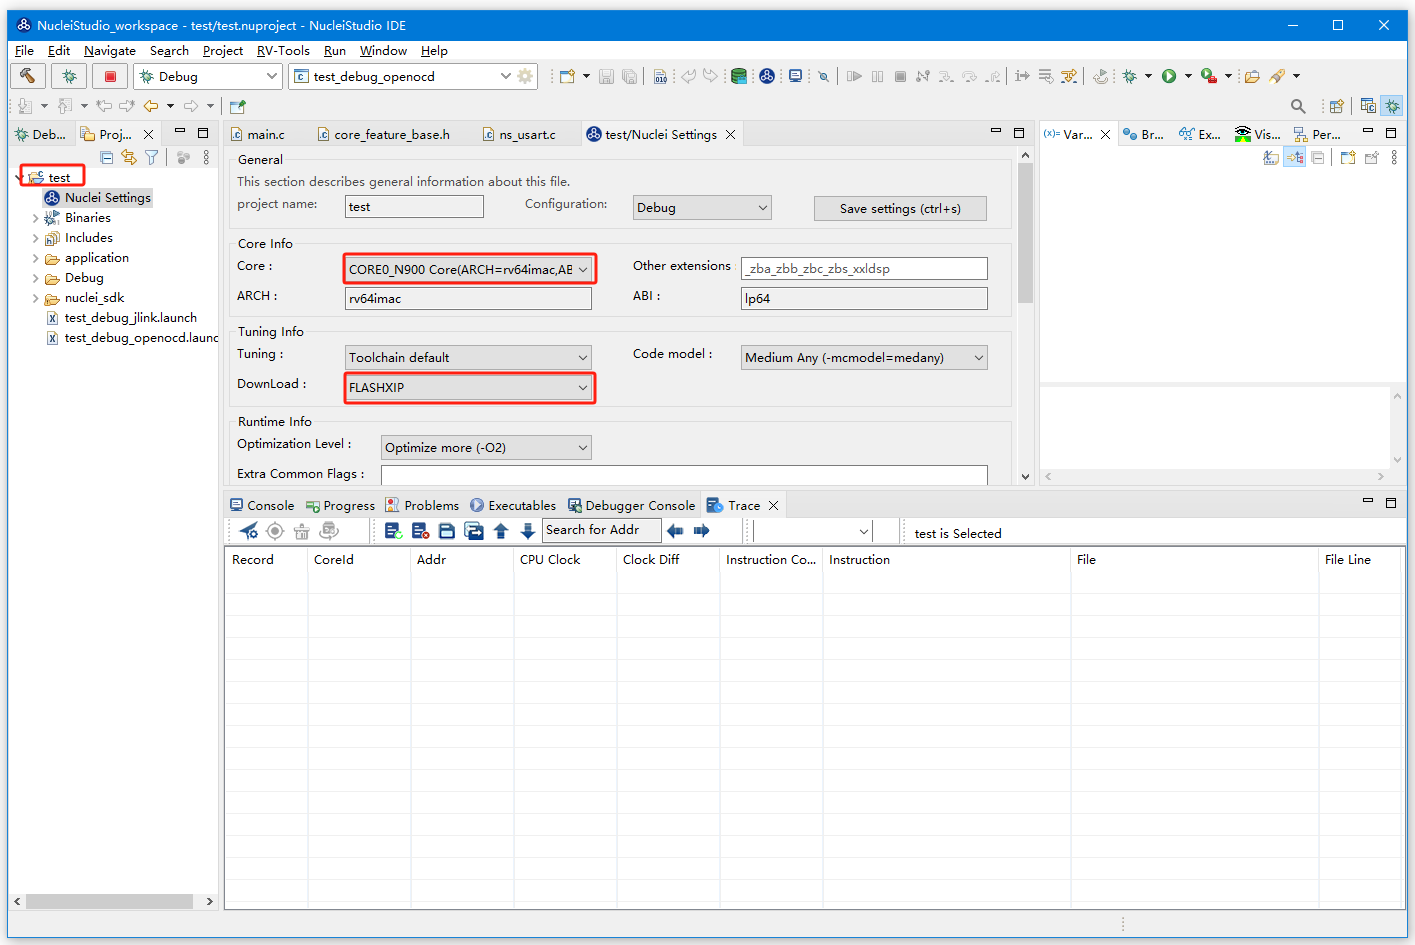 NucleiStudio_workspace - test/test.nuproject - NucleiStudio IDE
File Edit Navigate Search Project RV-Tools Run Window Help
Debug test_debug_openocd
010
Deb... Proj...
test
Nuclei Settings
Binaries
Includes
application
Debug
nuclei_sdk
test_debug_jlink.launch
test_debug_openocd.launc
main.c core_feature_base.h ns_usart.c test/Nuclei Settings
General
This section describes general information about this file.
project name: test Configuration: Debug Save settings (ctrl+s)
Core Info
Core : CORE0_N900 Core(ARCH=rv64imac,AB Other extensions _zba_zbb_zbc_zbs_xxldsp
ARCH : rv64imac ABI : lp64
Tuning Info
Tuning : Toolchain default Code model : Medium Any (-mcmodel=medany)
DownLoad : FLASHXIP
Runtime Info
Optimization Level : Optimize more (-O2)
Extra Common Flags :
(x)= Var... Br... Ex... Vis... Per...
Console Progress Problems Executables Debugger Console Trace
Search for Addr test is Selected
Record CoreId Addr CPU Clock Clock Diff Instruction Co... Instruction File File Line